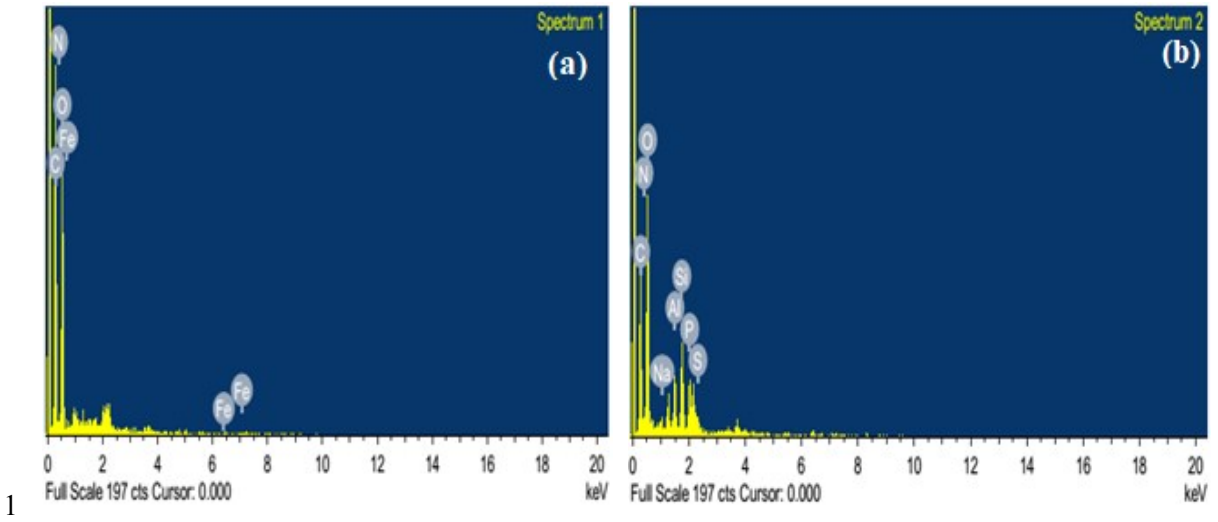 Spectrum 1
(a)
N
O
Fe
C
Fe
Fe
0 2 4 6 8 10 12 14 16 18 20
Full Scale 197 cts Cursor: 0.000 keV
Spectrum 2
(b)
O
N
C
Si
Al
P
S
Na
0 2 4 6 8 10 12 14 16 18 20
Full Scale 197 cts Cursor: 0.000 keV
1